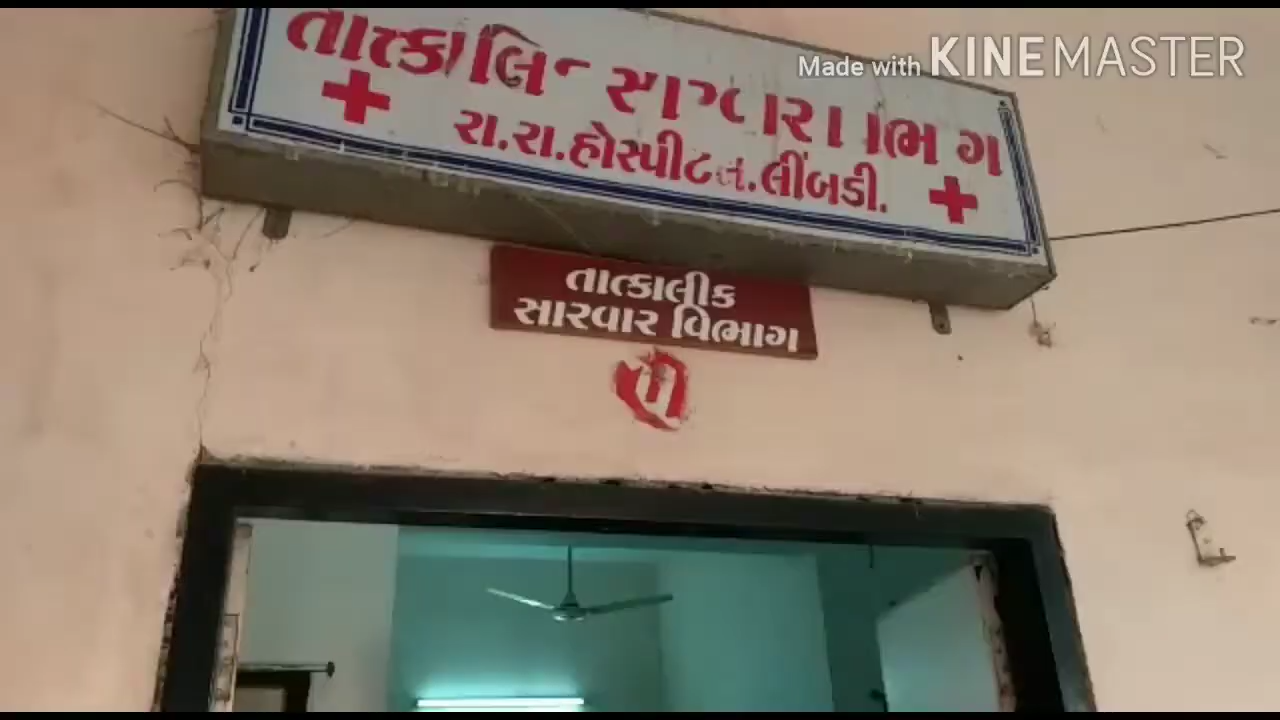 Made with KINEMASTER
તાત્કાલિ
રા.રા.હોસ્પીટલ.લીંબડી.
તાત્કાલીક
સારવાર વિભાગ